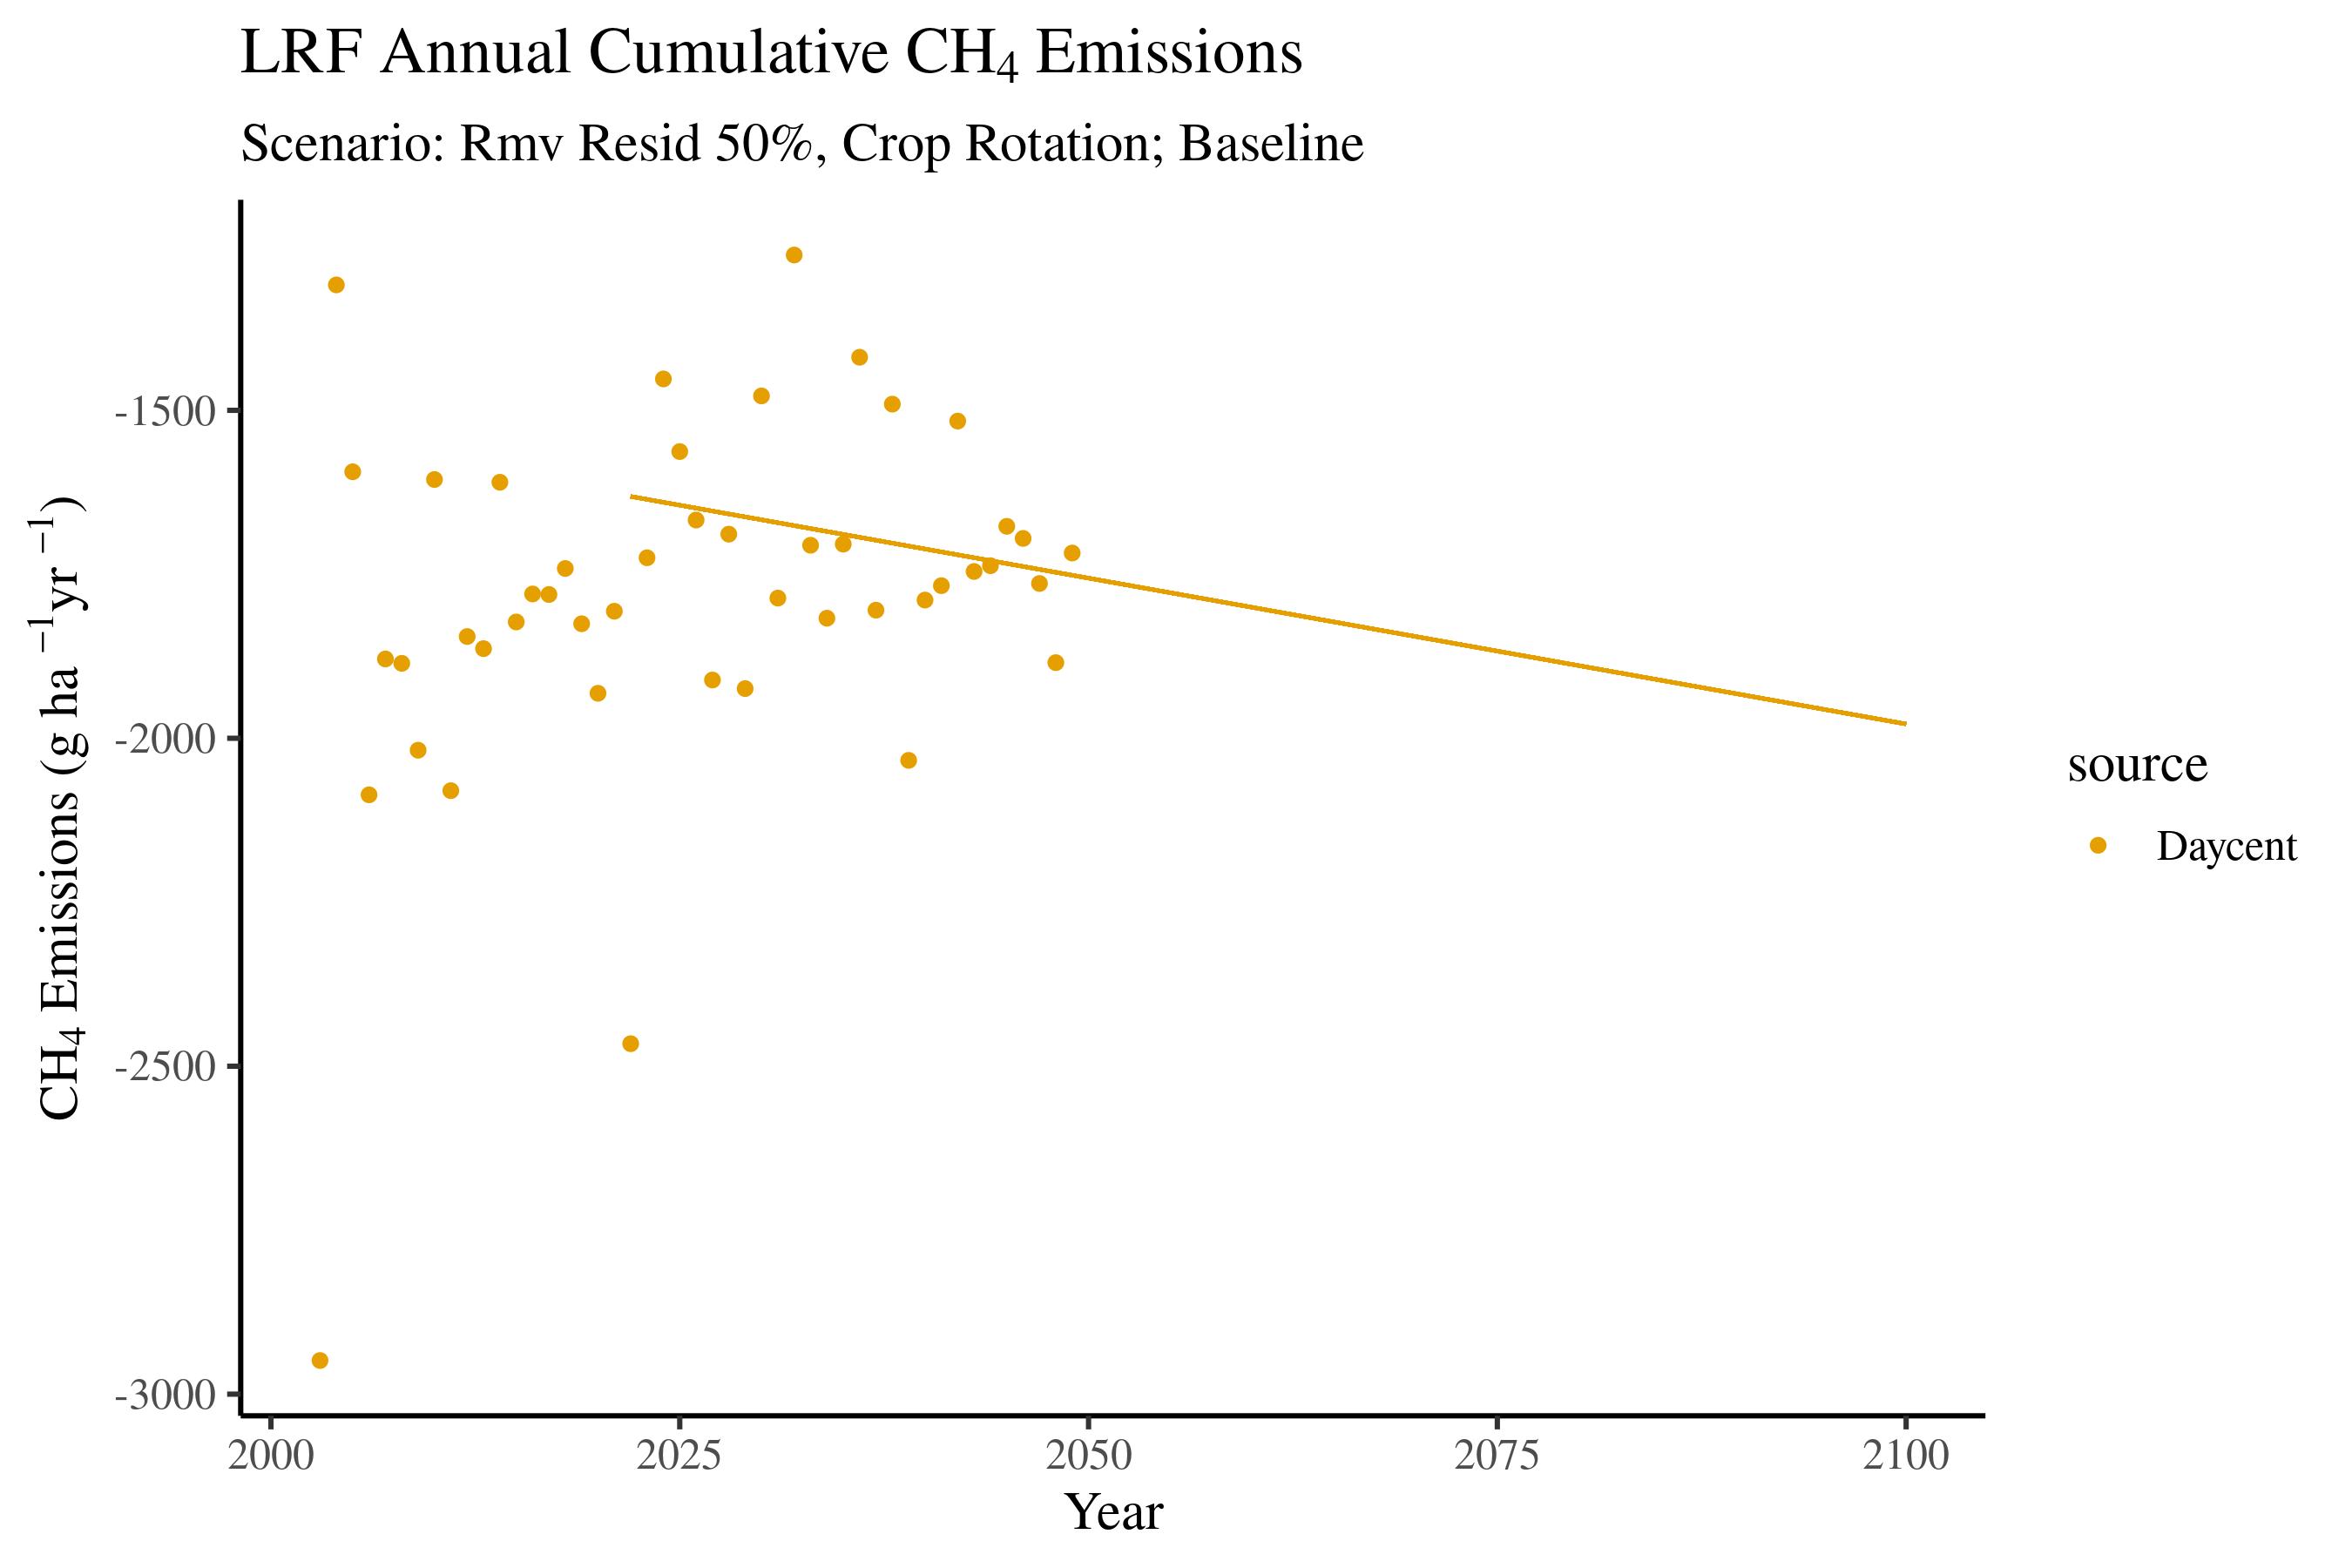 LRF Annual Cumulative CH₄ Emissions
Scenario: Rmv Resid 50%, Crop Rotation; Baseline
CH₄ Emissions (g ha ⁻¹yr ⁻¹)
-1500
-2000
-2500
-3000
2000 2025 2050 2075 2100
Year
source
Daycent